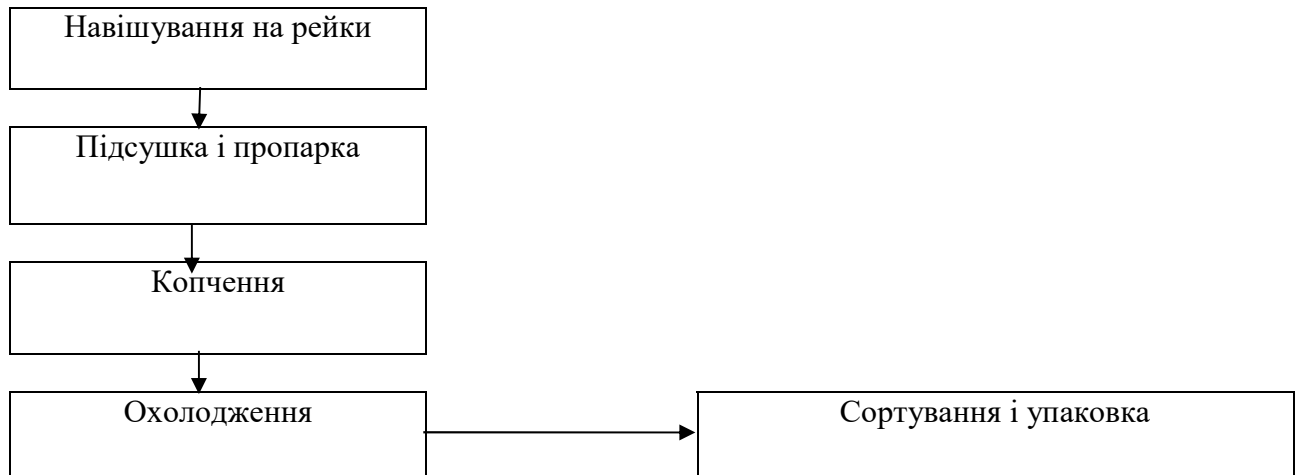 Навішування на рейки
Підсушка і пропарка
Копчення
Охолодження
Сортування і упаковка